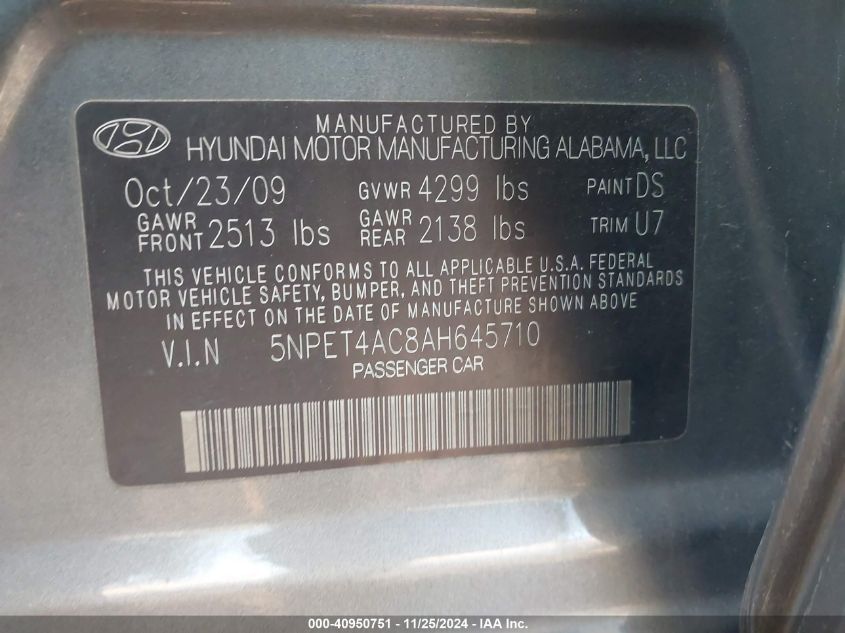 MANUFACTURED BY
HYUNDAI MOTOR MANUFACTURING ALABAMA, LLC
Oct/23/09 GVWR 4299 lbs PAINT DS
GAWR FRONT 2513 lbs GAWR REAR 2138 lbs TRIM U7
THIS VEHICLE CONFORMS TO ALL APPLICABLE U.S.A. FEDERAL
MOTOR VEHICLE SAFETY, BUMPER, AND THEFT PREVENTION STANDARDS
IN EFFECT ON THE DATE OF MANUFACTURE SHOWN ABOVE
V.I.N 5NPET4AC8AH645710
PASSENGER CAR
000-40950751 - 11/25/2024 - IAA Inc.